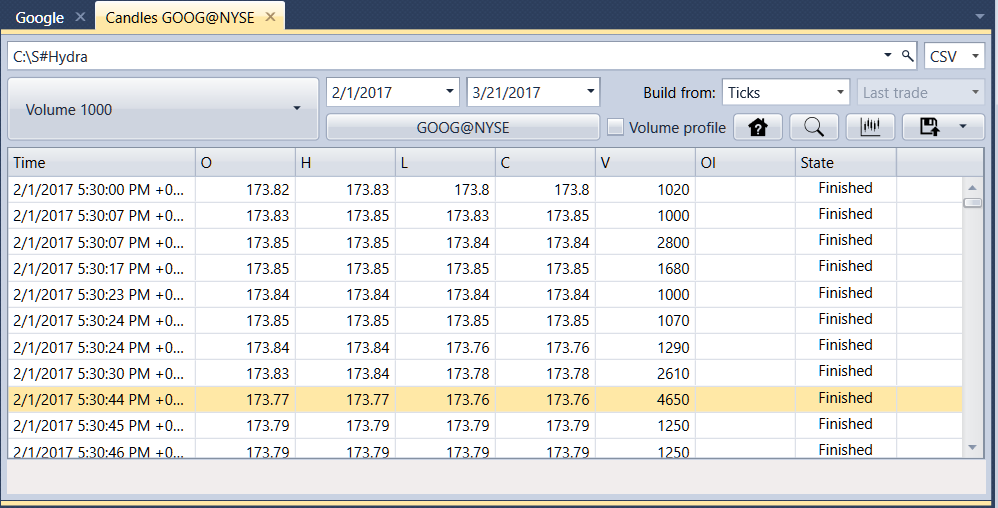 Google Candles GOOG@NYSE
C:\S#Hydra CSV
Volume 1000 2/1/2017 3/21/2017 Build from: Ticks Last trade
GOOG@NYSE Volume profile
Time O H L C V OI State
2/1/2017 5:30:00 PM +0... 173.82 173.83 173.8 173.8 1020 Finished
2/1/2017 5:30:07 PM +0... 173.83 173.85 173.83 173.85 1000 Finished
2/1/2017 5:30:07 PM +0... 173.85 173.85 173.84 173.84 2800 Finished
2/1/2017 5:30:17 PM +0... 173.85 173.85 173.85 173.85 1680 Finished
2/1/2017 5:30:23 PM +0... 173.84 173.84 173.84 173.84 1000 Finished
2/1/2017 5:30:24 PM +0... 173.85 173.85 173.85 173.85 1070 Finished
2/1/2017 5:30:24 PM +0... 173.84 173.84 173.76 173.76 1290 Finished
2/1/2017 5:30:30 PM +0... 173.83 173.84 173.78 173.78 2610 Finished
2/1/2017 5:30:44 PM +0... 173.77 173.77 173.76 173.76 4650 Finished
2/1/2017 5:30:45 PM +0... 173.79 173.79 173.79 173.79 1250 Finished
2/1/2017 5:30:46 PM +0... 173.79 173.79 173.79 173.79 1250 Finished